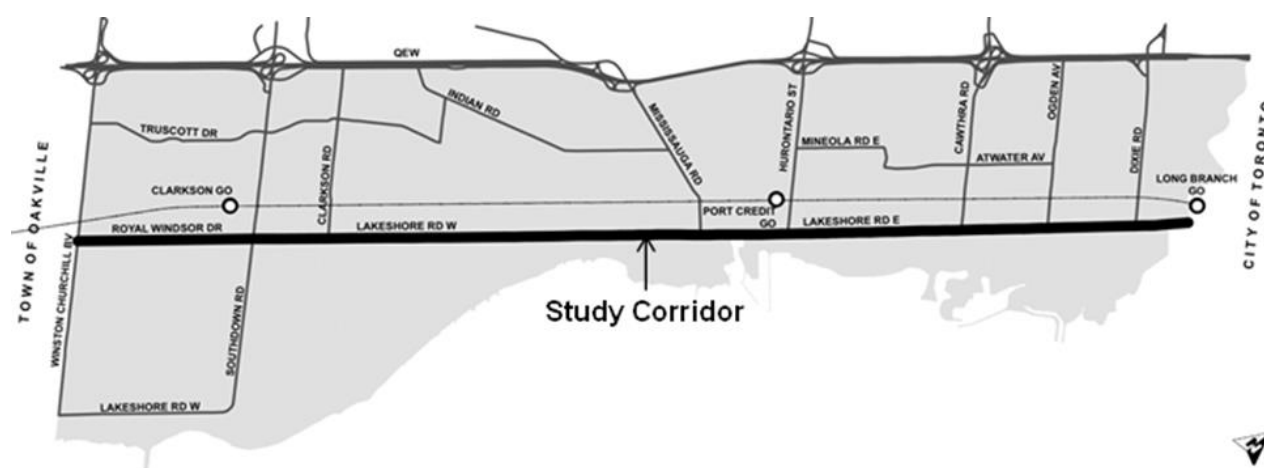 QEW
TRUSCOTT DR
INDIAN RD
MISSISSAUGA RD
HURONTARIO ST
MINEOLA RD E
CAWTHRA RD
OGDEN AV
ATWATER AV
DIXIE RD
TOWN OF OAKVILLE
CITY OF TORONTO
CLARKSON GO
CLARKSON RD
PORT CREDIT
GO
LONG BRANCH
GO
ROYAL WINDSOR DR
LAKESHORE RD W
LAKESHORE RD E
WINSTON CHURCHILL BV
SOUTHDOWN RD
Study Corridor
LAKESHORE RD W